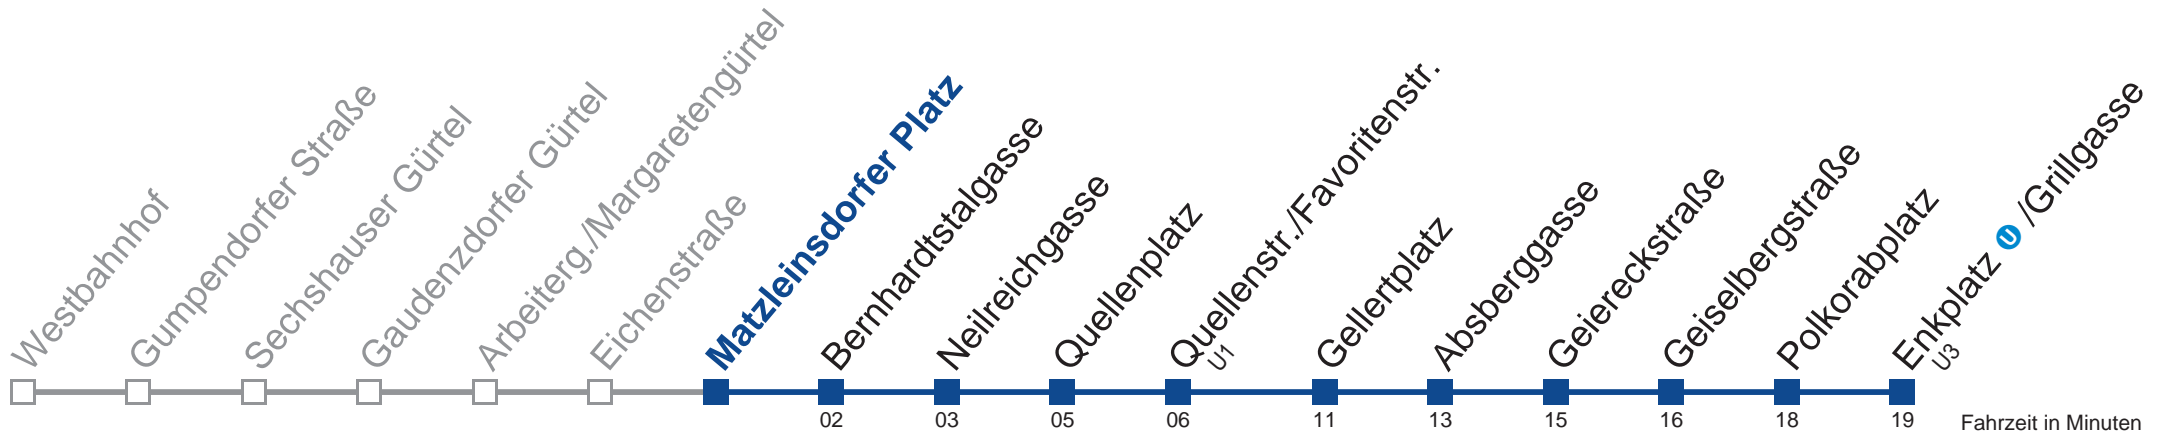 Westbahnhof
Gumpendorfer Straße
Sechshauser Gürtel
Gaudenzdorfer Gürtel
Arbeiterg./Margaretengürtel
Eichenstraße
Matzleinsdorfer Platz
Bernhardtstalgasse
Neilreichgasse
Quellenplatz
Quellenstr./Favoritenstr.
U1
Gellertplatz
Absberggasse
Geiereckstraße
Geiselbergstraße
Polkorabplatz
Enkplatz U /Grillgasse
U3
02 03 05 06 11 13 15 16 18 19 Fahrzeit in Minuten